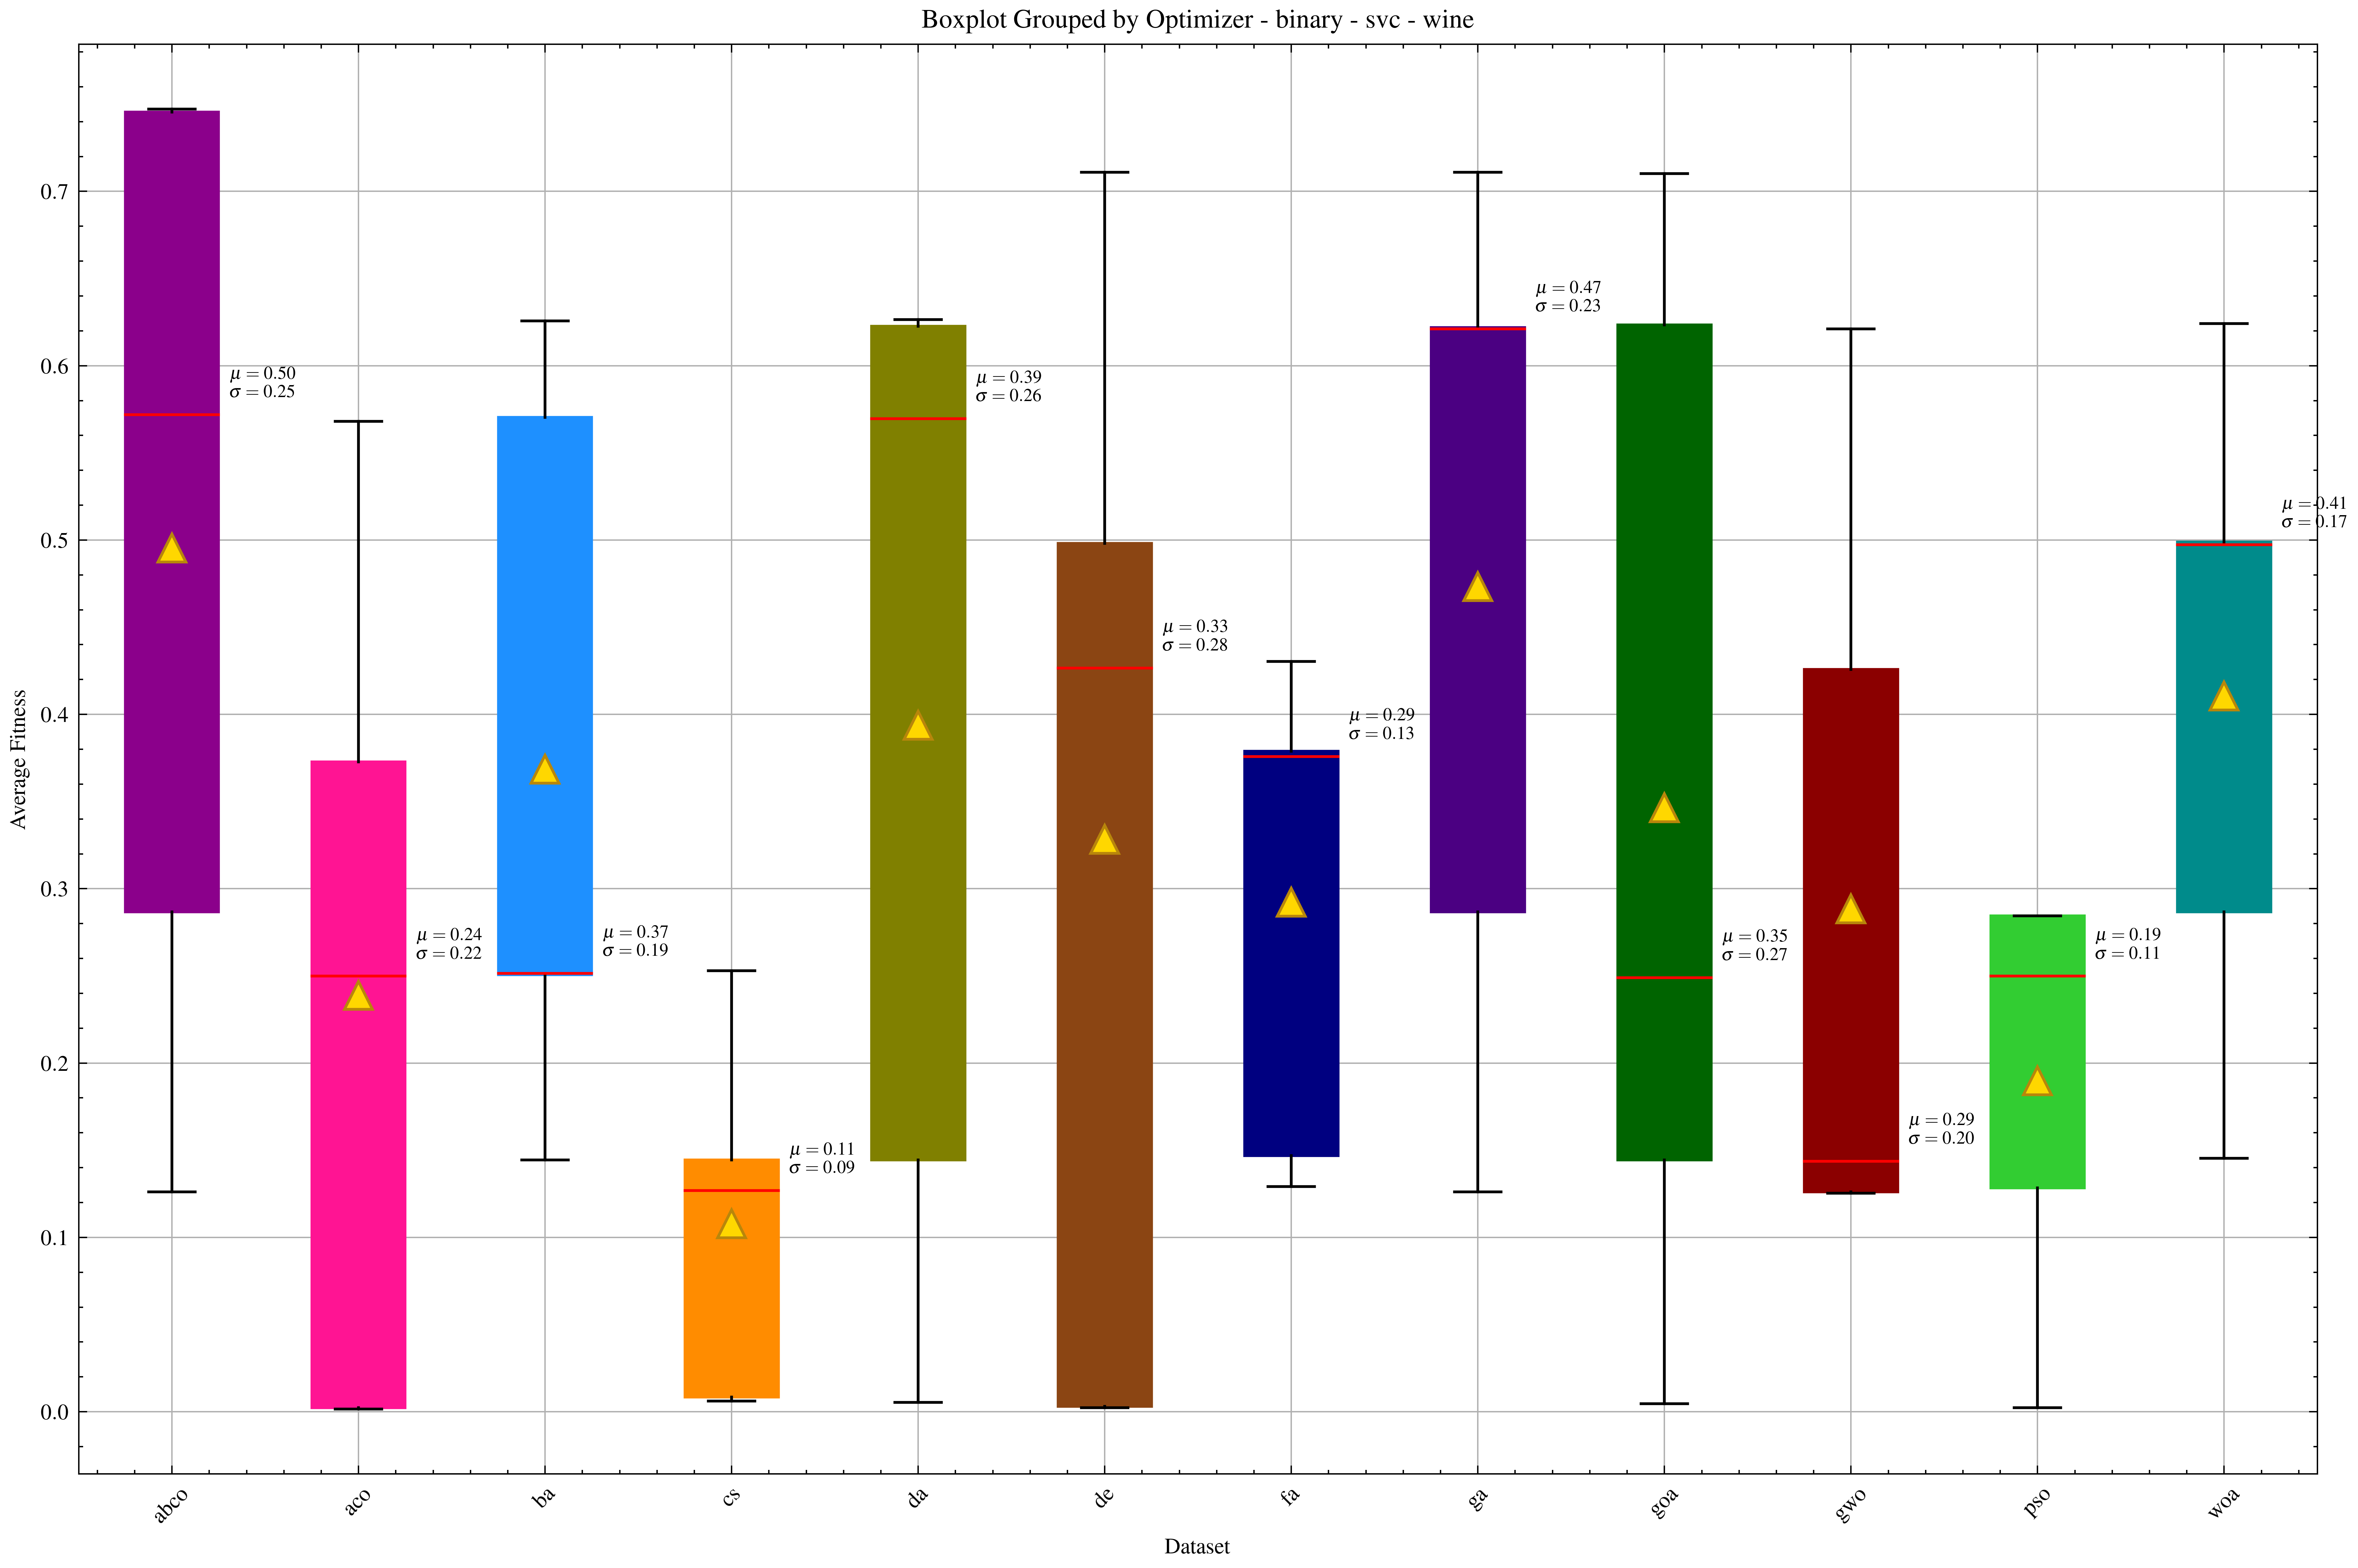 Boxplot Grouped by Optimizer - binary - svc - wine
Average Fitness
0.7
0.6
0.5
0.4
0.3
0.2
0.1
0.0
μ = 0.50
σ = 0.25
μ = 0.24
σ = 0.22
μ = 0.37
σ = 0.19
μ = 0.11
σ = 0.09
μ = 0.39
σ = 0.26
μ = 0.33
σ = 0.28
μ = 0.29
σ = 0.13
μ = 0.47
σ = 0.23
μ = 0.35
σ = 0.27
μ = 0.29
σ = 0.20
μ = 0.19
σ = 0.11
μ = 0.41
σ = 0.17
abco
aco
ba
cs
da
de
fa
ga
goa
gwo
pso
woa
Dataset